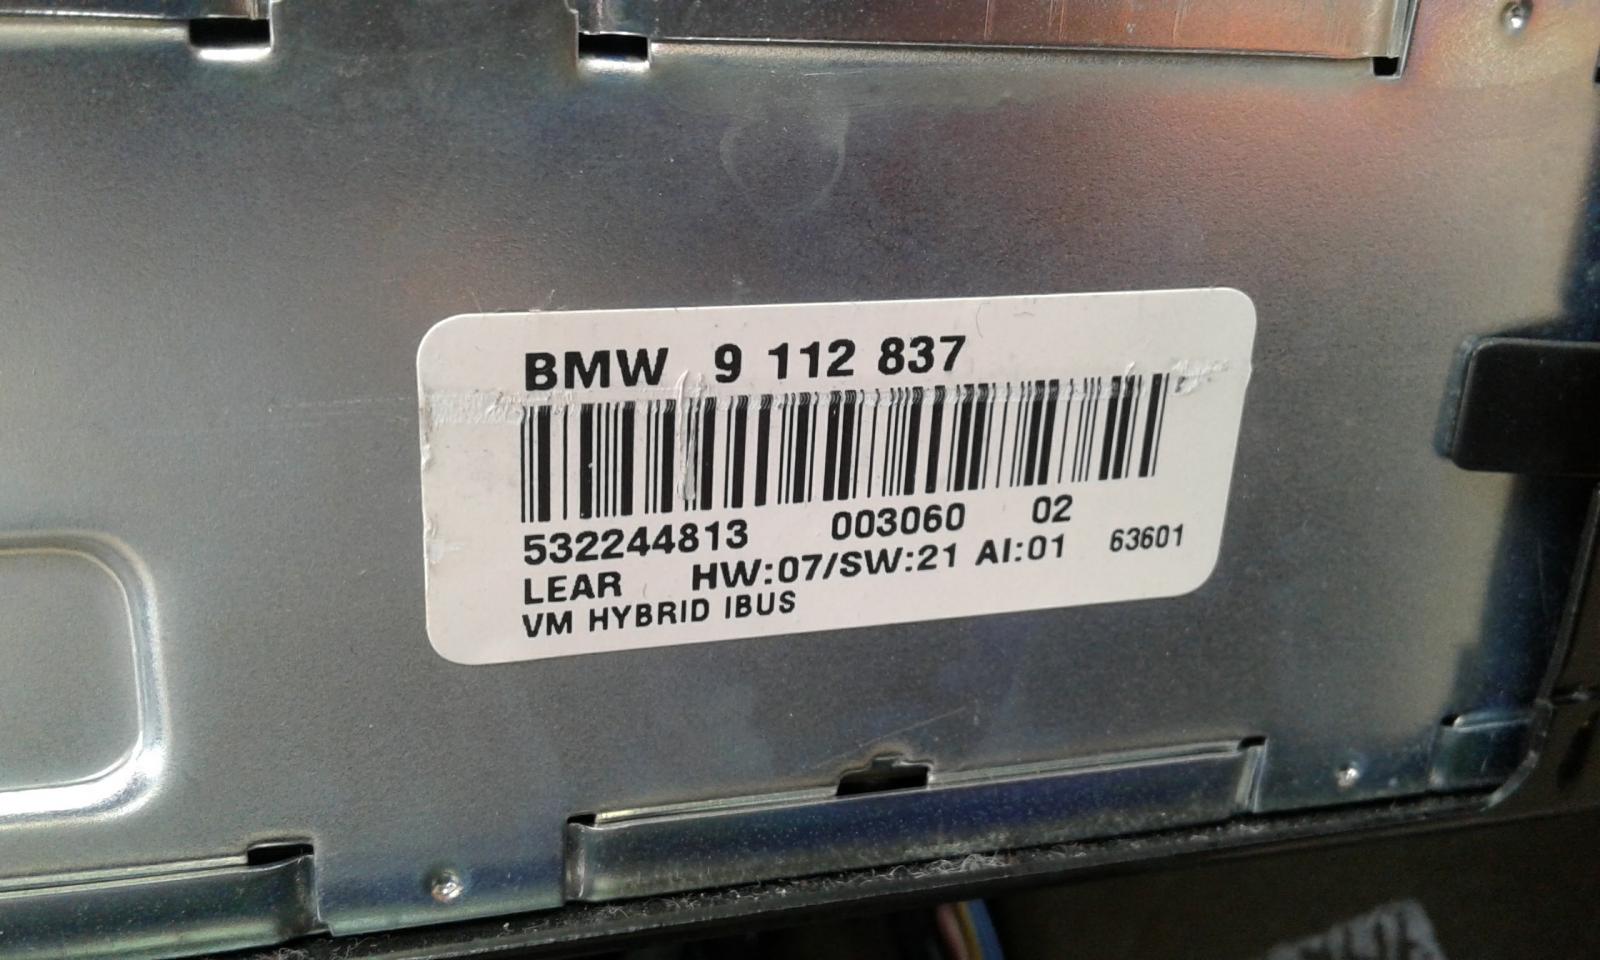 BMW 9 112 837
532244813 003060 02
LEAR HW:07/SW:21 AI:01 63601
VM HYBRID IBUS